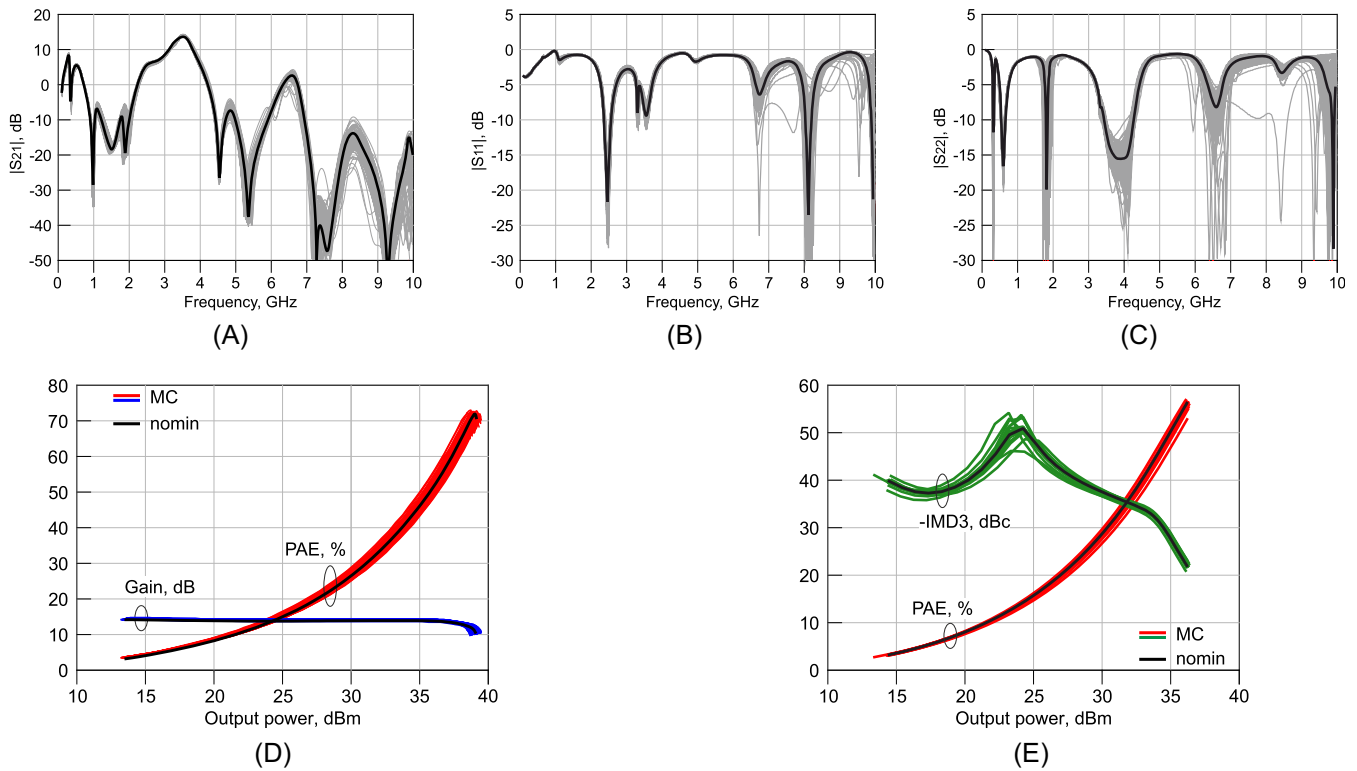 20
10
0
-10
-20
-30
-40
-50
|S21|, dB
0 1 2 3 4 5 6 7 8 9 10
Frequency, GHz
(A)
5
0
-5
-10
-15
-20
-25
-30
|S11|, dB
0 1 2 3 4 5 6 7 8 9 10
Frequency, GHz
(B)
5
0
-5
-10
-15
-20
-25
-30
|S22|, dB
0 1 2 3 4 5 6 7 8 9 10
Frequency, GHz
(C)
80
70
60
50
40
30
20
10
0
MC
nomin
PAE, %
Gain, dB
10 15 20 25 30 35 40
Output power, dBm
(D)
60
50
40
30
20
10
0
-IMD3, dBc
PAE, %
MC
nomin
10 15 20 25 30 35 40
Output power, dBm
(E)